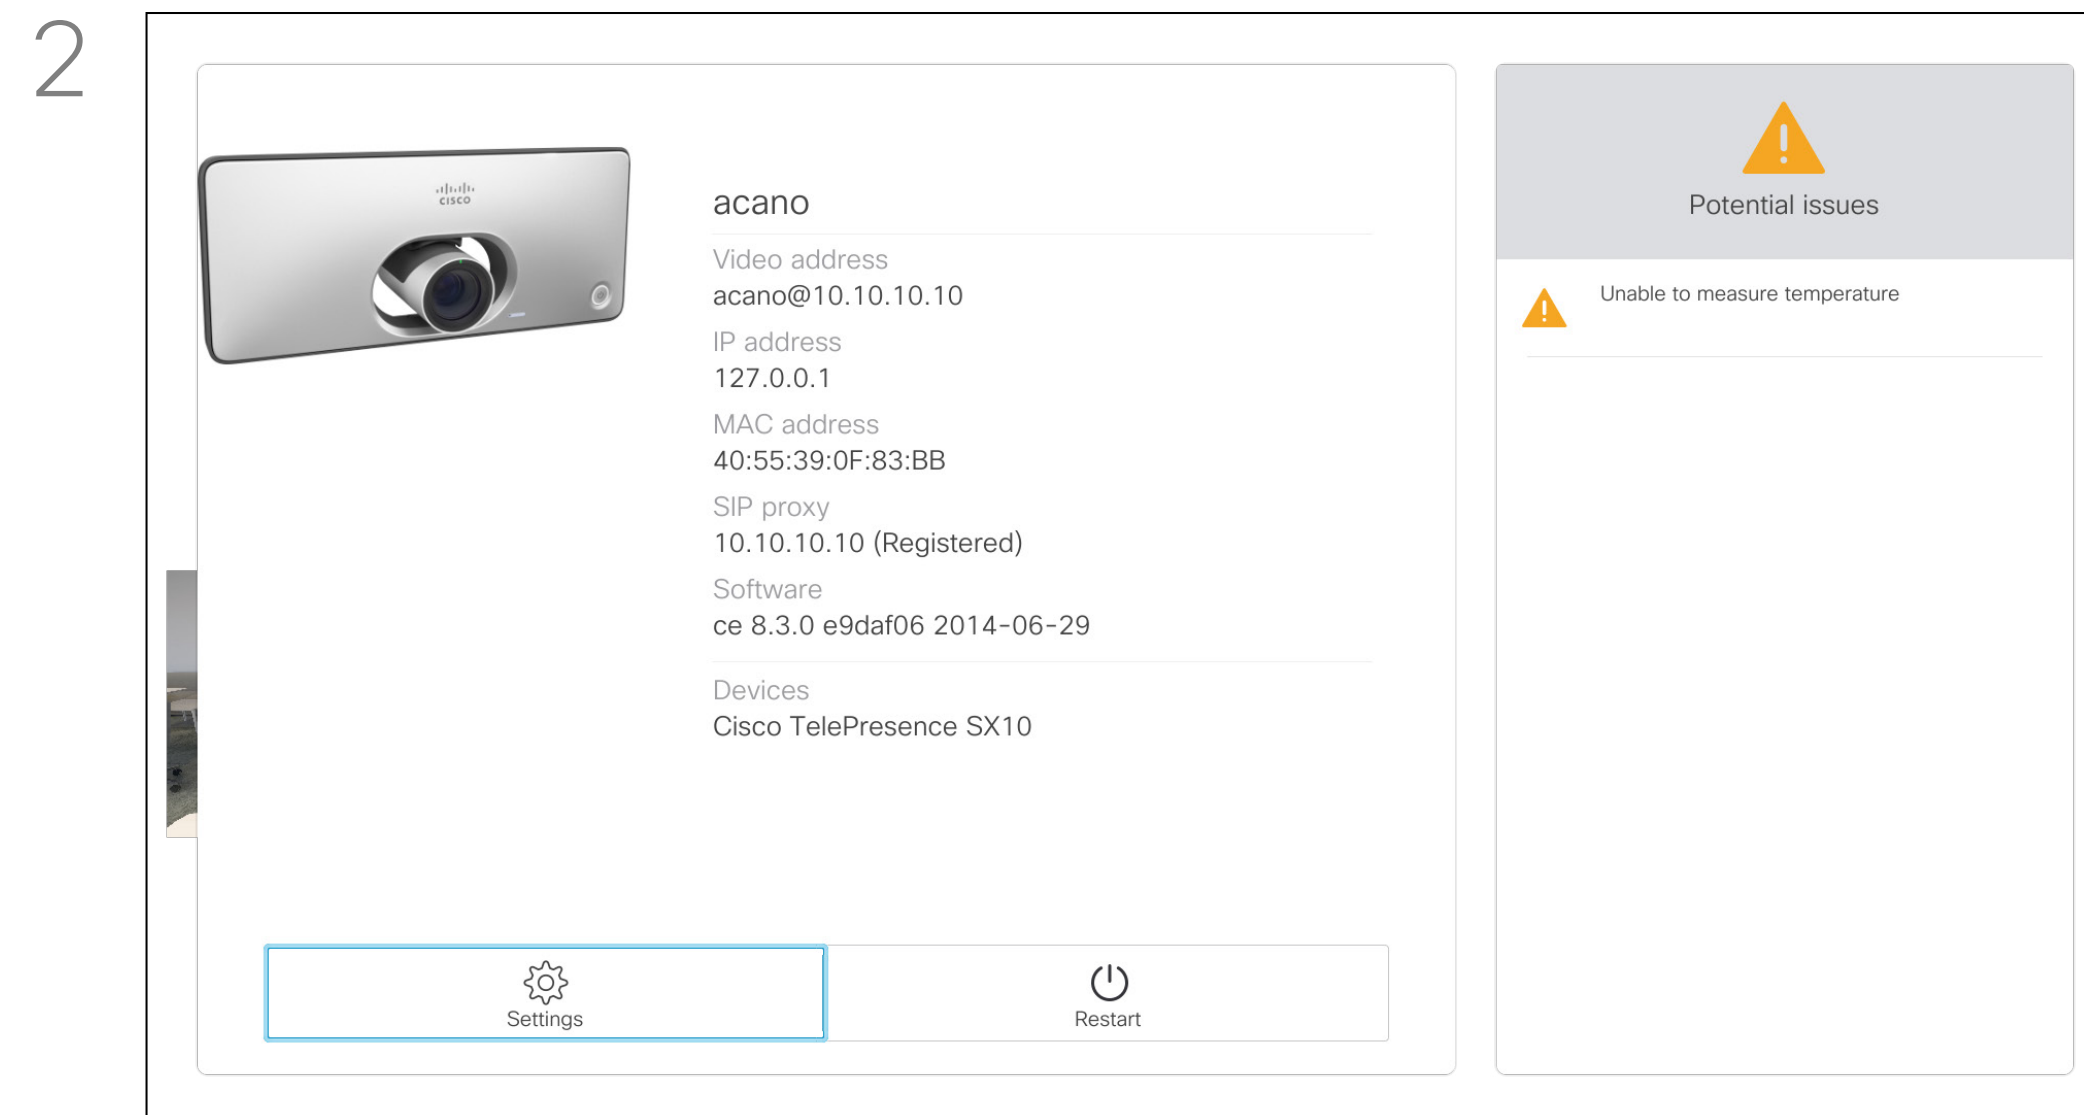 2
CISCO
acano
Video address
acano@10.10.10.10
IP address
127.0.0.1
MAC address
40:55:39:0F:83:BB
SIP proxy
10.10.10.10 (Registered)
Software
ce 8.3.0 e9daf06 2014-06-29
Devices
Cisco TelePresence SX10
Settings
Restart
Potential issues
Unable to measure temperature